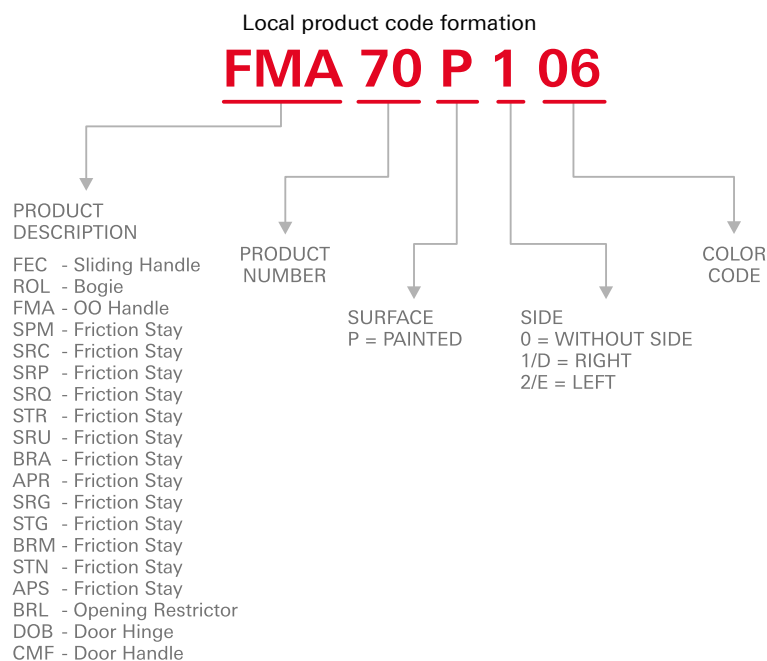 Local product code formation
FMA 70 P 1 06
PRODUCT
DESCRIPTION
FEC - Sliding Handle
ROL - Bogie
FMA - OO Handle
SPM - Friction Stay
SRC - Friction Stay
SRP - Friction Stay
SRQ - Friction Stay
STR - Friction Stay
SRU - Friction Stay
BRA - Friction Stay
APR - Friction Stay
SRG - Friction Stay
STG - Friction Stay
BRM - Friction Stay
STN - Friction Stay
APS - Friction Stay
BRL - Opening Restrictor
DOB - Door Hinge
CMF - Door Handle
PRODUCT
NUMBER
SURFACE
P = PAINTED
SIDE
0 = WITHOUT SIDE
1/D = RIGHT
2/E = LEFT
COLOR
CODE